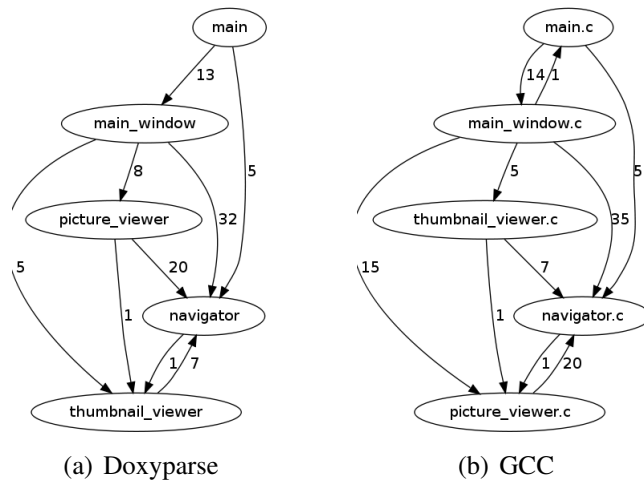 main
main.c
13
14
1
main_window
main_window.c
8
5
5
5
picture_viewer
32
thumbnail_viewer.c
35
5
20
15
7
1
navigator
1
navigator.c
1
7
1
20
thumbnail_viewer
picture_viewer.c
(a) Doxyparse
(b) GCC